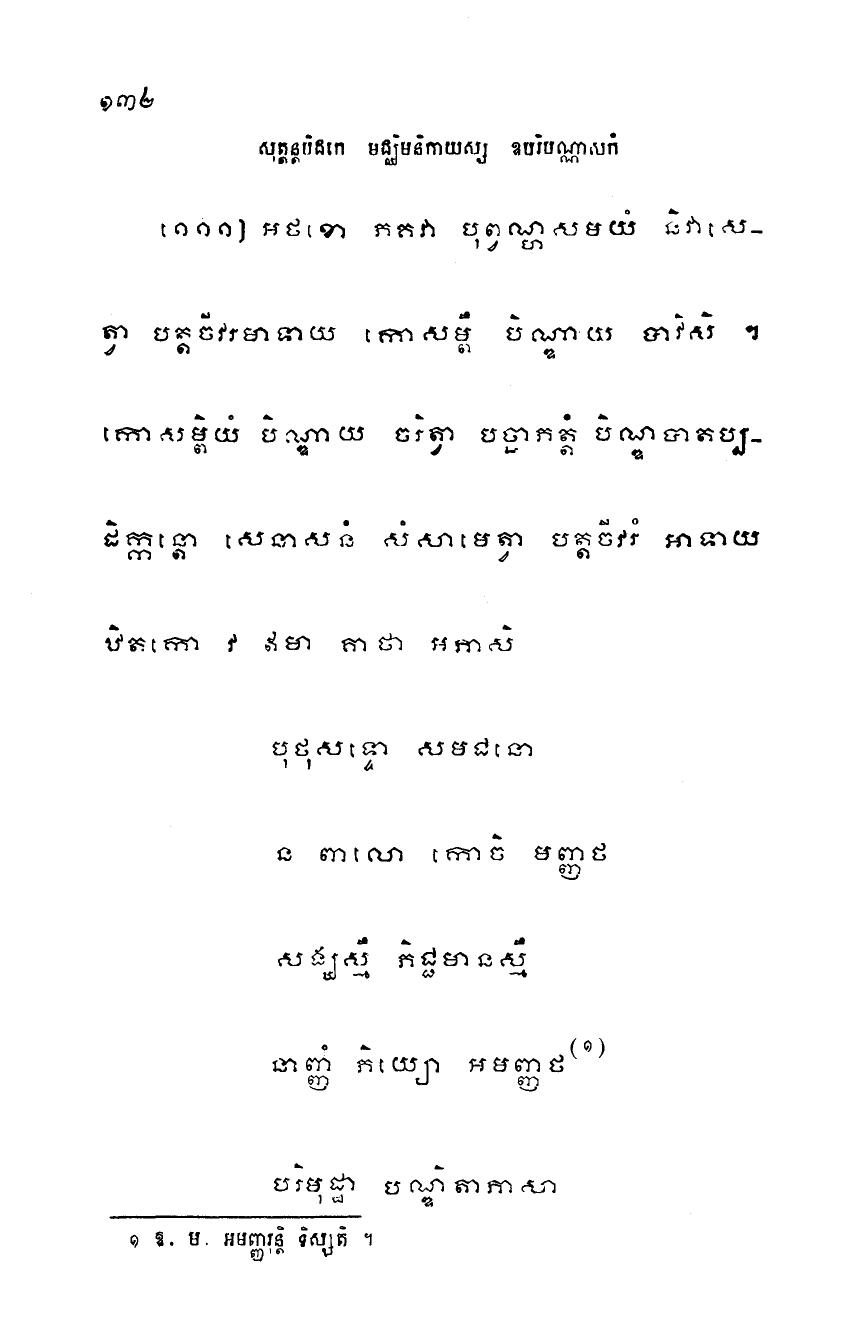 ១៣២
សុត្តន្តបិដកេ មជ្ឈិមនិកាយស្ស ឧបរិបណ្ណាសកំ
[១១១] អថខោ ភគវា បុព្វណ្ហសមយំ និវាសេ-
ត្វា បត្តចីវរមាទាយ កោសម្ពឹ បិណ្ឌាយ បាវិសិ ។
កោសម្ពិយំ បិណ្ឌាយ ចរិត្វា បច្ឆាភត្តំ បិណ្ឌបាតប្ប-
ដិក្កន្តោ សេនាសនំ សំសាមេត្វា បត្តចីវរំ អាទាយ
ឋិតកោ វ ឥមា គាថា អភាសិ
បុថុសទ្ទោ សមជនោ
ន ពាលោ កោចិ មញ្ញថ
សង្ឃស្មឹ ភិជ្ជមានស្មឹ
នាញ្ញំ ភិយ្យោ អមញ្ញថ(១)
បរិមុដ្ឋា បណ្ឌិតាភាសា
១ ឱ. ម. អមញ្ញរុន្តិ ទិស្សតិ ។